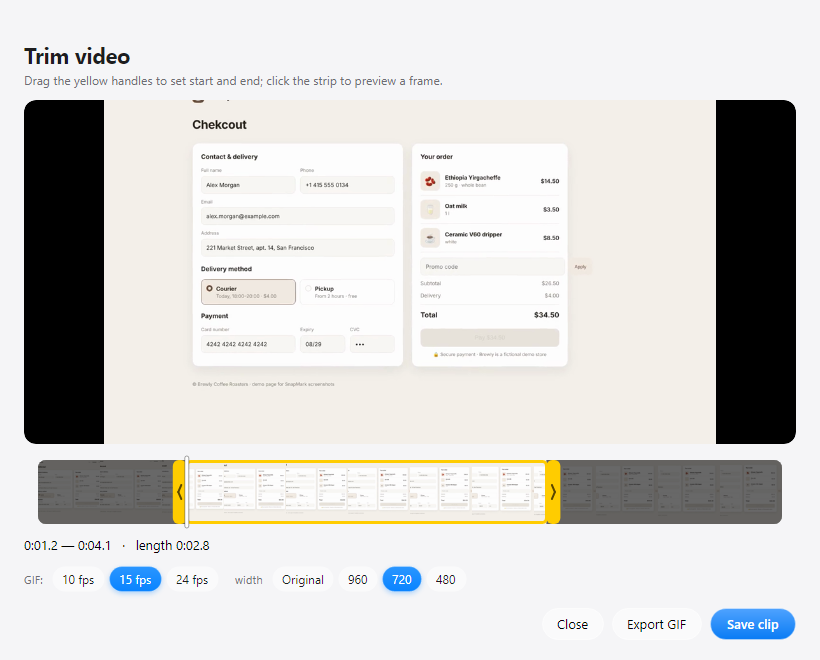 Trim video
Drag the yellow handles to set start and end; click the strip to preview a frame.
Chekcout
Contact & delivery
Full name
Phone
Alex Morgan
+1 415 555 0134
Email
alex.morgan@example.com
Address
221 Market Street, apt. 14, San Francisco
Delivery method
Courier
Today, 18:00–20:00 · $4.00
Pickup
From 2 hours · free
Payment
Card number
Expiry
CVC
4242 4242 4242 4242
08/29
•••
Your order
Ethiopia Yirgacheffe
250 g · whole bean
$14.50
Oat milk
1 l
$3.50
Ceramic V60 dripper
white
$8.50
Promo code
Apply
Subtotal
$26.50
Delivery
$4.00
Total
$34.50
Pay $34.50
Secure payment · Brewly is a fictional demo store
© Brewly Coffee Roasters · demo page for SnapMark screenshots
0:01.2 — 0:04.1 · length 0:02.8
GIF: 10 fps 15 fps 24 fps width Original 960 720 480
Close Export GIF Save clip